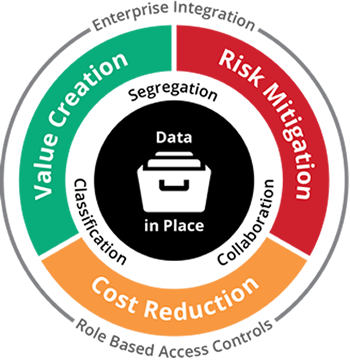 Enterprise Integration
Value Creation
Risk Mitigation
Segregation
Data
in Place
Classification
Collaboration
Cost Reduction
Role Based Access Controls